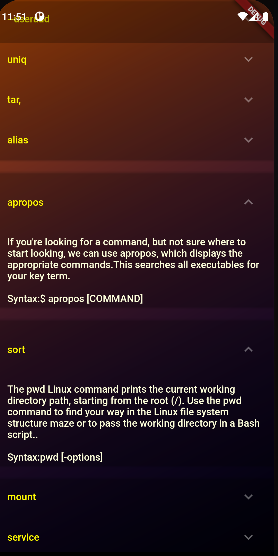 11:51
useradd
DEBUG
uniq
tar,
alias
apropos
If you're looking for a command, but not sure where to
start looking, we can use apropos, which displays the
appropriate commands.This searches all executables for
your key term.
Syntax:$ apropos [COMMAND]
sort
The pwd Linux command prints the current working
directory path, starting from the root (/). Use the pwd
command to find your way in the Linux file system
structure maze or to pass the working directory in a Bash
script..
Syntax:pwd [-options]
mount
service